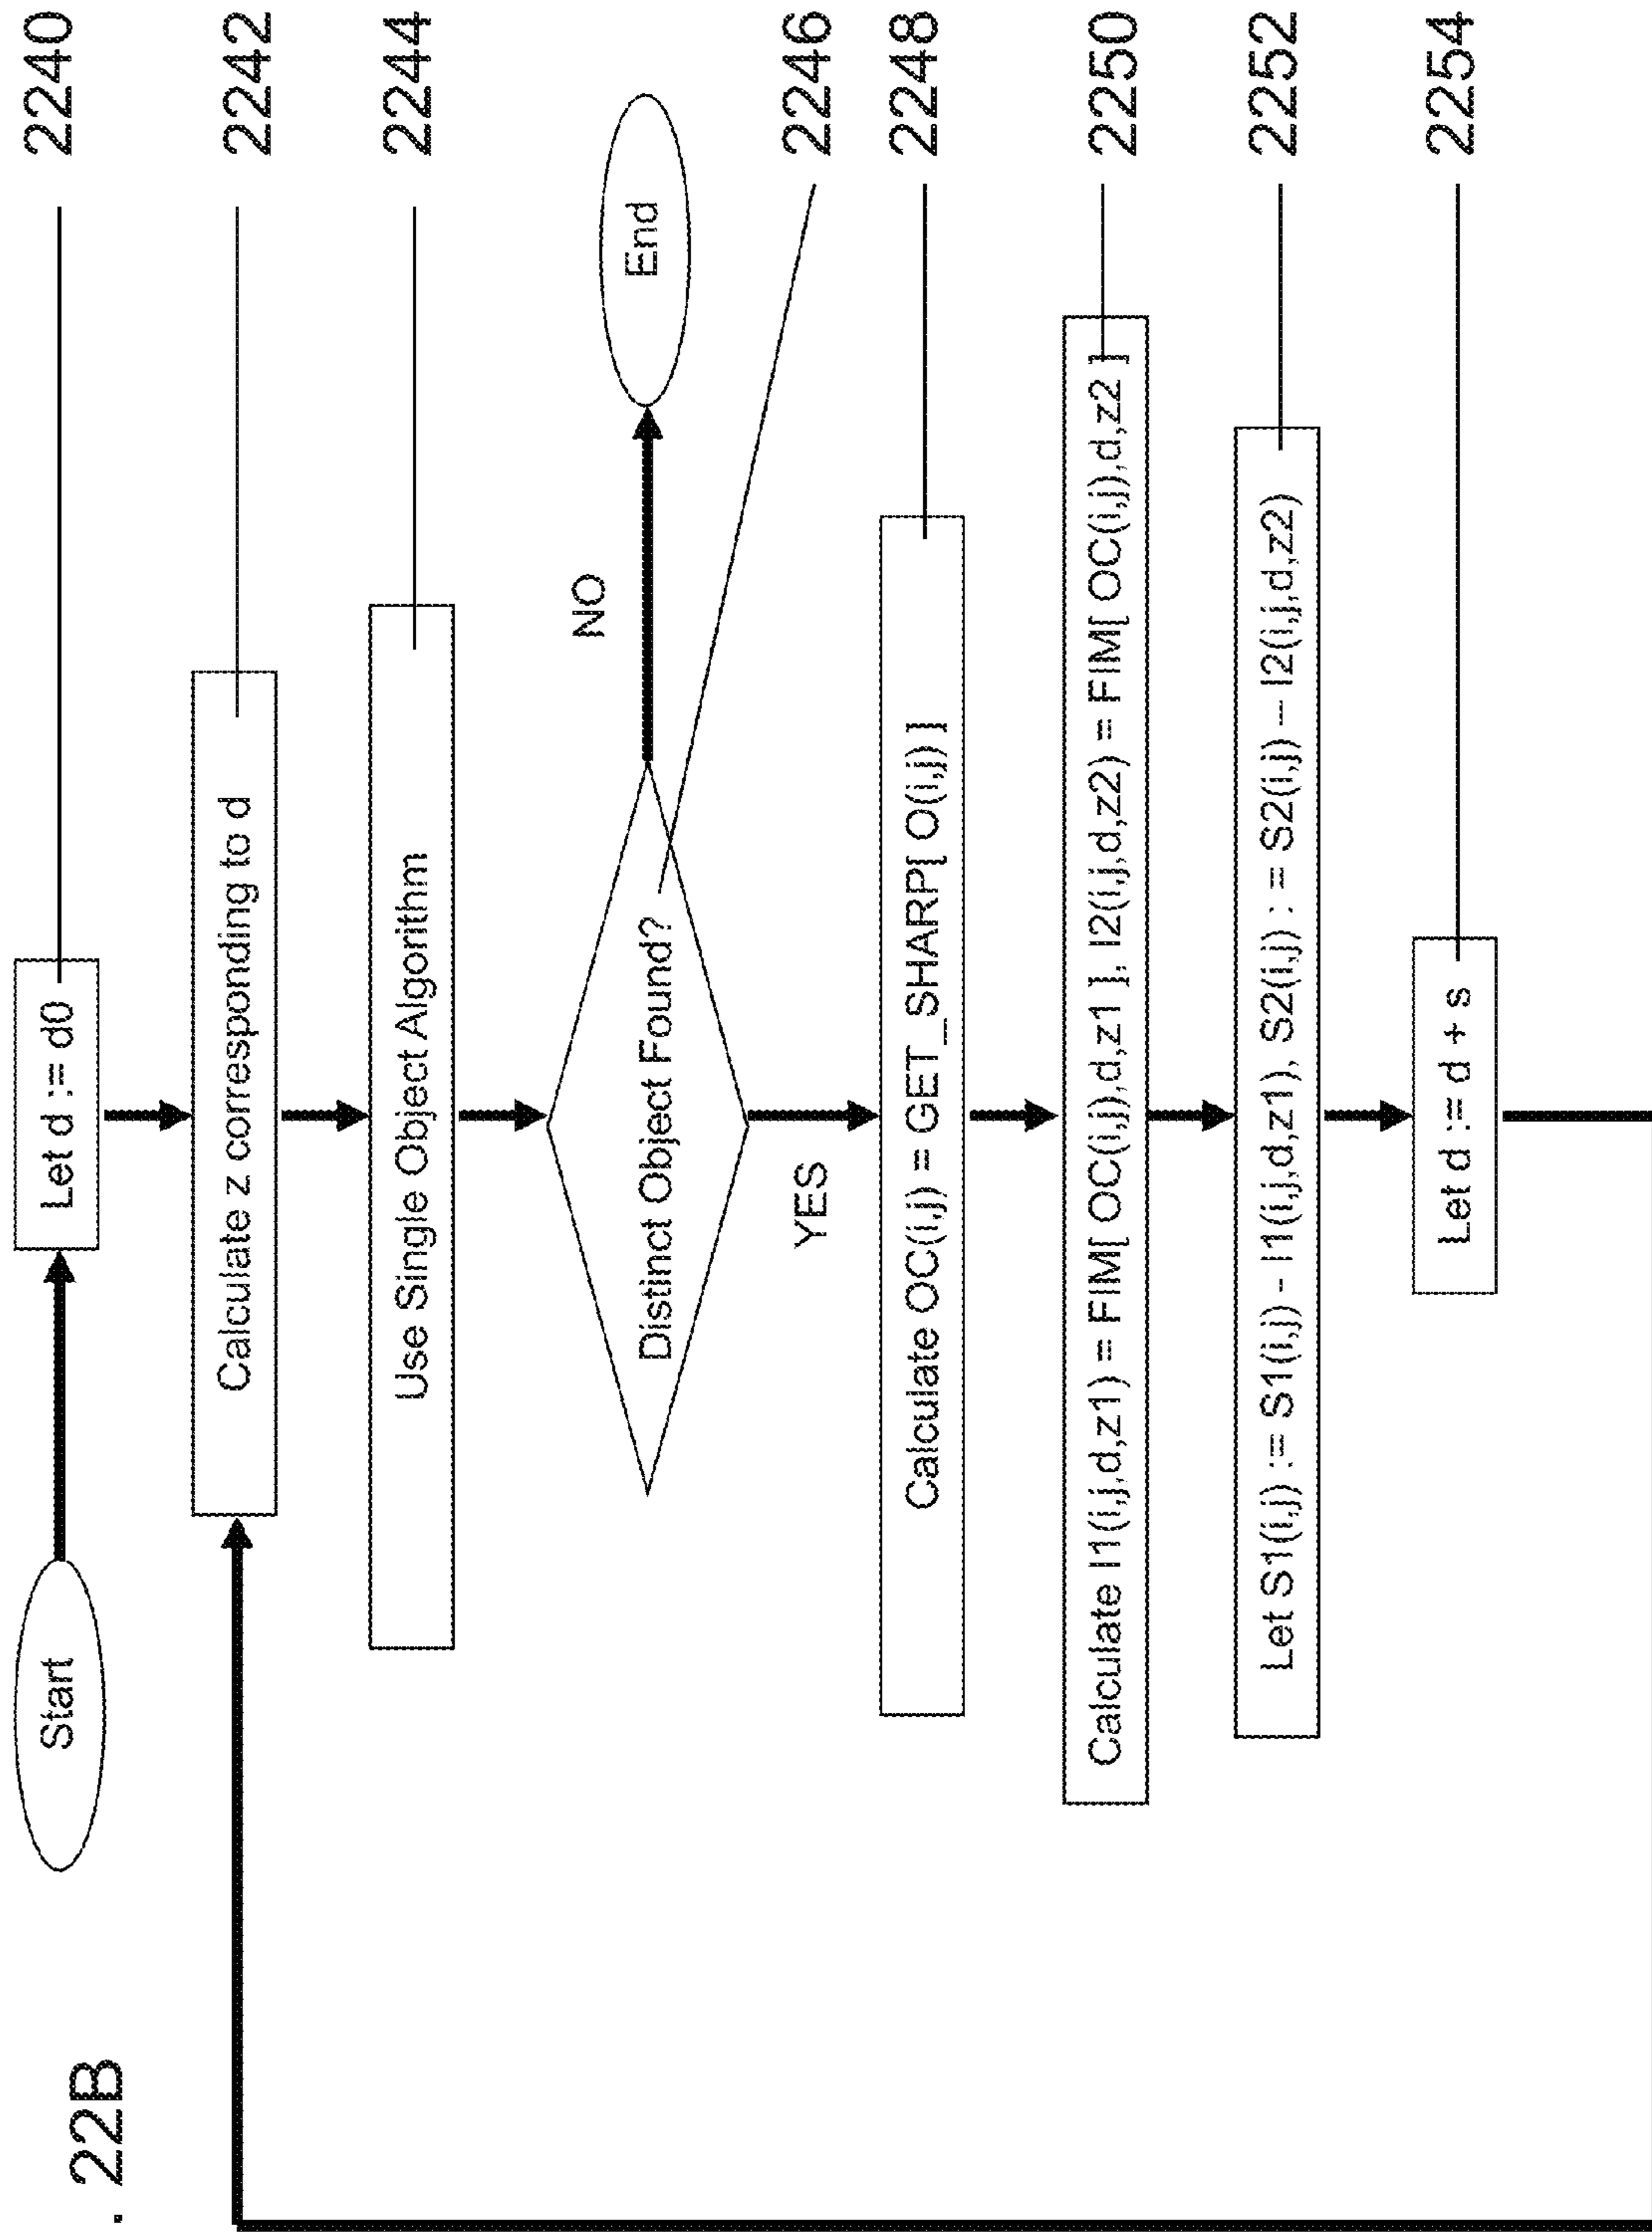 . 22B
Start
Let d := d0
2240
Calculate z corresponding to d
2242
Use Single Object Algorithm
2244
Distinct Object Found?
NO
End
2246
YES
Calculate OC(i,j) = GET_SHARP[ O(i,j) ]
2248
Calculate I1(i,j,d,z1) = FIM[ OC(i,j),d,z1 ], I2(i,j,d,z2) = FIM[ OC(i,j),d,z2 ]
2250
Let S1(i,j) := S1(i,j) - I1(i,j,d,z1), S2(i,j) : = S2(i,j) – I2(i,j,d,z2)
2252
Let d := d + s
2254